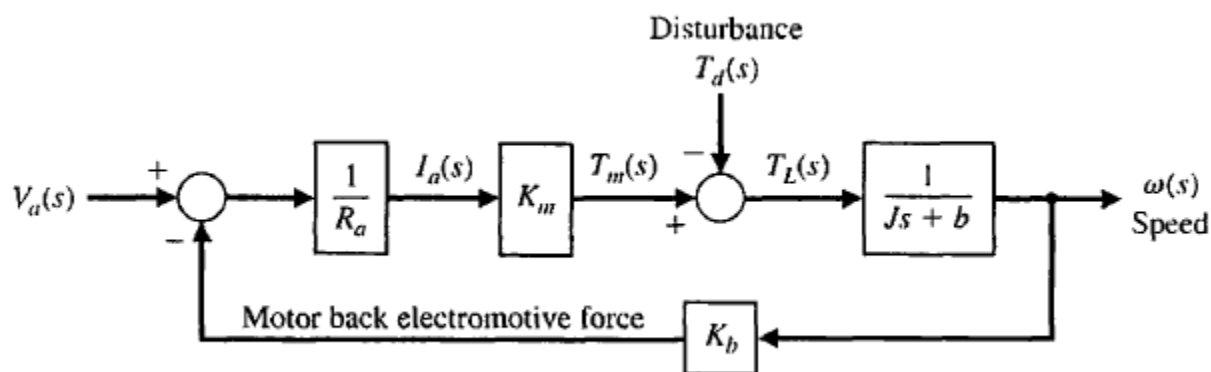 Disturbance
T_d(s)
V_a(s)
+
−
1
R_a
I_a(s)
K_m
T_m(s)
−
+
T_L(s)
1
Js + b
ω(s)
Speed
Motor back electromotive force
K_b